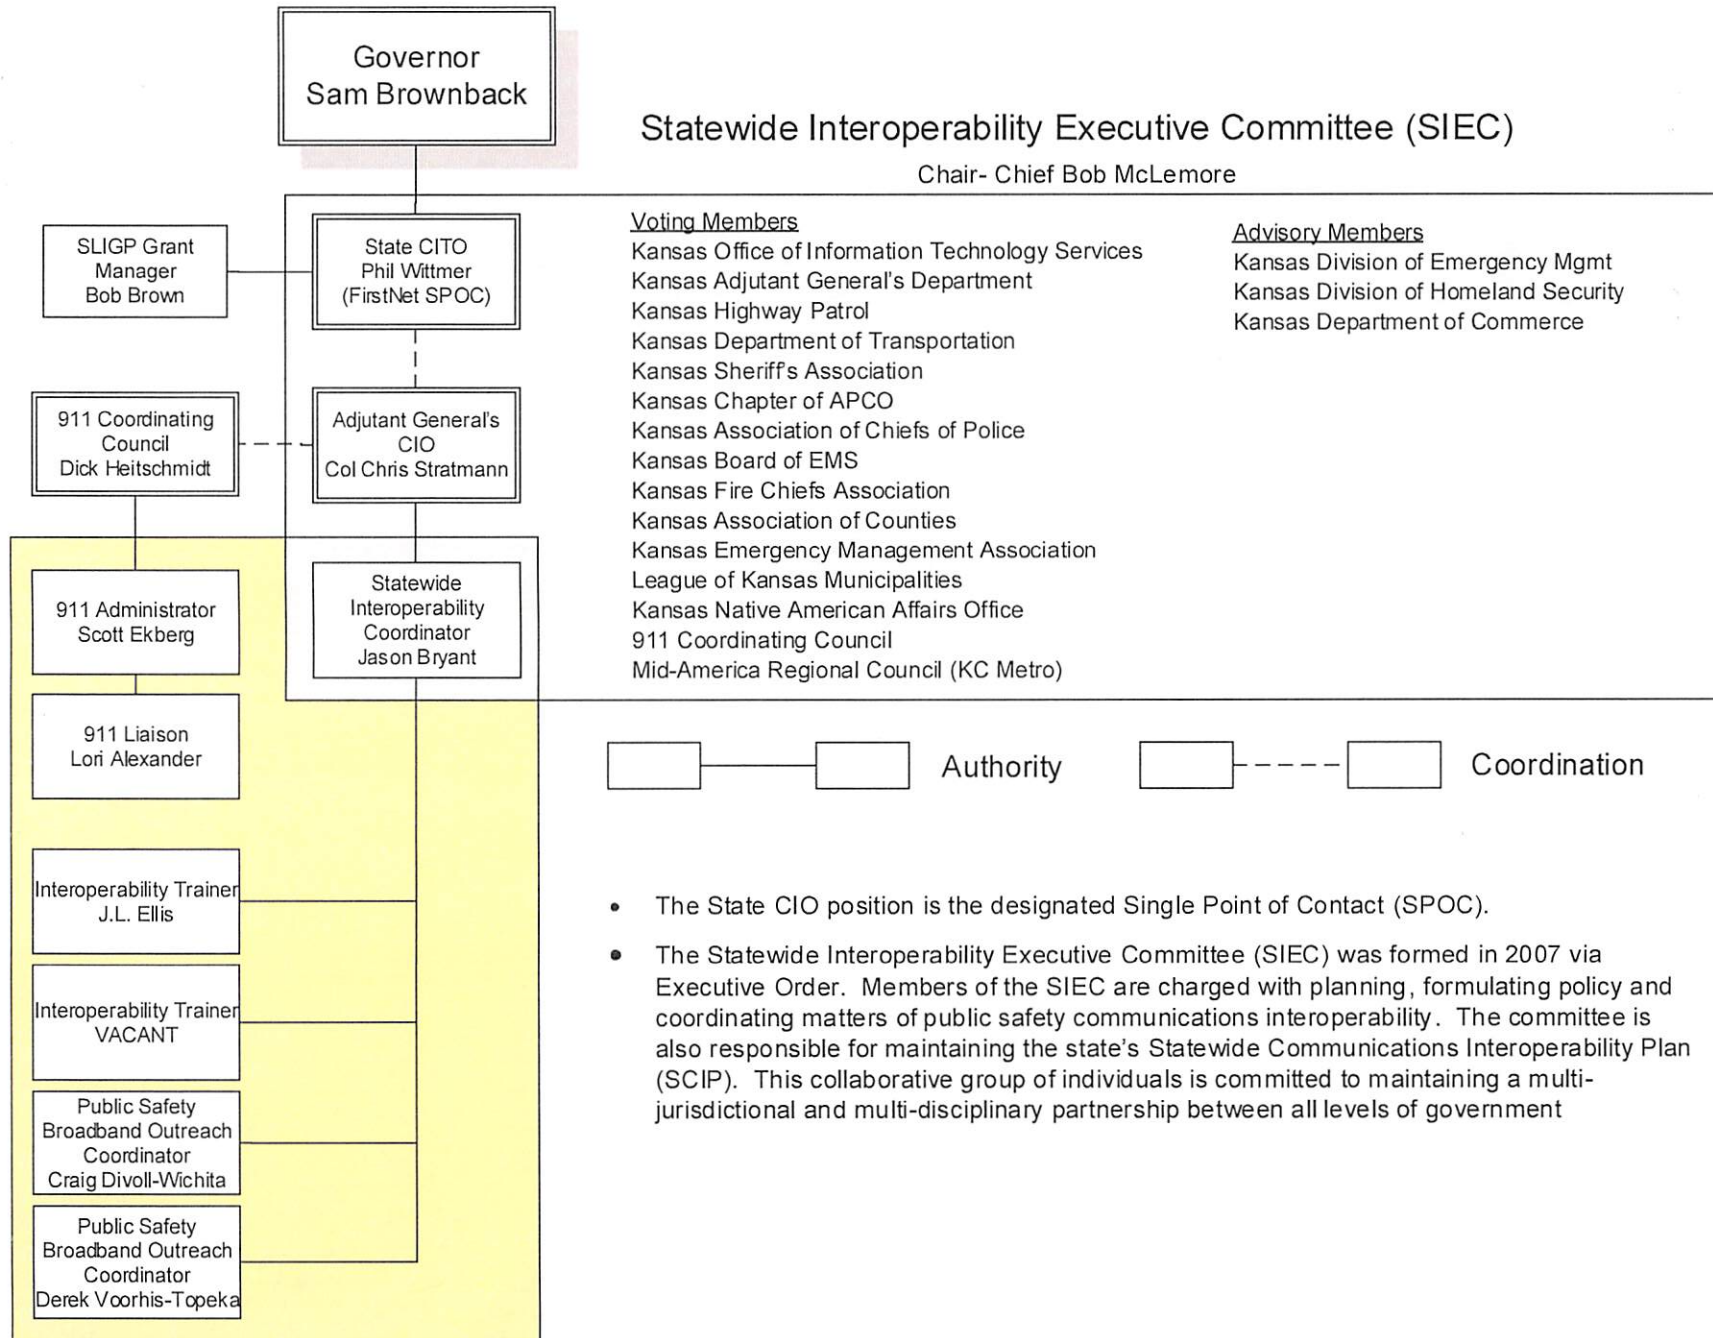 Governor
Sam Brownback
Statewide Interoperability Executive Committee (SIEC)
Chair- Chief Bob McLemore
SLIGP Grant
Manager
Bob Brown
State CITO
Phil Wittmer
(FirstNet SPOC)
911 Coordinating
Council
Dick Heitschmidt
Adjutant General's
CIO
Col Chris Stratmann
911 Administrator
Scott Ekberg
Statewide
Interoperability
Coordinator
Jason Bryant
911 Liaison
Lori Alexander
Interoperability Trainer
J.L. Ellis
Interoperability Trainer
VACANT
Public Safety
Broadband Outreach
Coordinator
Craig Divoll-Wichita
Public Safety
Broadband Outreach
Coordinator
Derek Voorhis-Topeka
Voting Members
Kansas Office of Information Technology Services
Kansas Adjutant General's Department
Kansas Highway Patrol
Kansas Department of Transportation
Kansas Sheriff's Association
Kansas Chapter of APCO
Kansas Association of Chiefs of Police
Kansas Board of EMS
Kansas Fire Chiefs Association
Kansas Association of Counties
Kansas Emergency Management Association
League of Kansas Municipalities
Kansas Native American Affairs Office
911 Coordinating Council
Mid-America Regional Council (KC Metro)
Advisory Members
Kansas Division of Emergency Mgmt
Kansas Division of Homeland Security
Kansas Department of Commerce
Authority
Coordination
• The State CIO position is the designated Single Point of Contact (SPOC).
• The Statewide Interoperability Executive Committee (SIEC) was formed in 2007 via
Executive Order. Members of the SIEC are charged with planning, formulating policy and
coordinating matters of public safety communications interoperability. The committee is
also responsible for maintaining the state's Statewide Communications Interoperability Plan
(SCIP). This collaborative group of individuals is committed to maintaining a multi-
jurisdictional and multi-disciplinary partnership between all levels of government